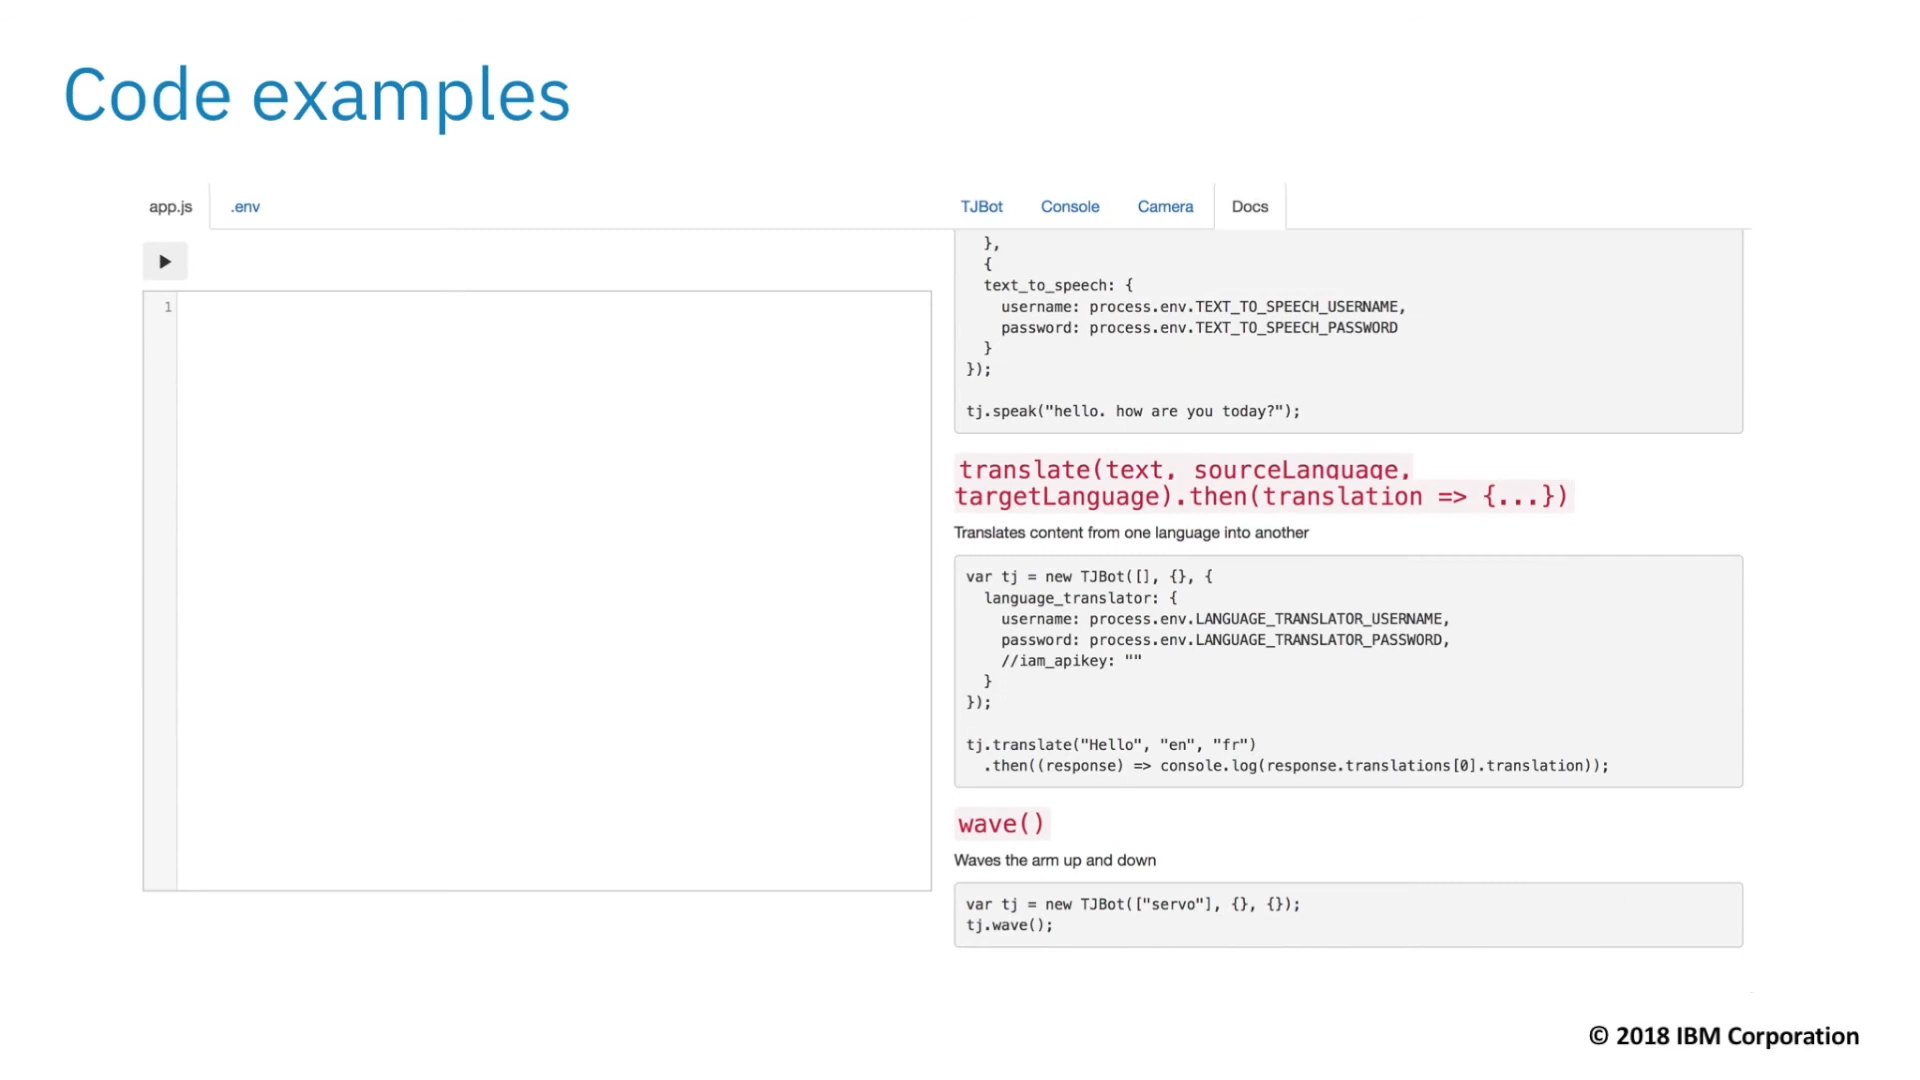 Code examples
app.js
.env
1
TJBot
Console
Camera
Docs
},
{
text_to_speech: {
username: process.env.TEXT_TO_SPEECH_USERNAME,
password: process.env.TEXT_TO_SPEECH_PASSWORD
}
});
tj.speak("hello. how are you today?");
translate(text, sourceLanguage,
targetLanguage).then(translation => {...})
Translates content from one language into another
var tj = new TJBot([], {}, {
language_translator: {
username: process.env.LANGUAGE_TRANSLATOR_USERNAME,
password: process.env.LANGUAGE_TRANSLATOR_PASSWORD,
//iam_apikey: ""
}
});
tj.translate("Hello", "en", "fr")
.then((response) => console.log(response.translations[0].translation));
wave()
Waves the arm up and down
var tj = new TJBot(["servo"], {}, {});
tj.wave();
© 2018 IBM Corporation